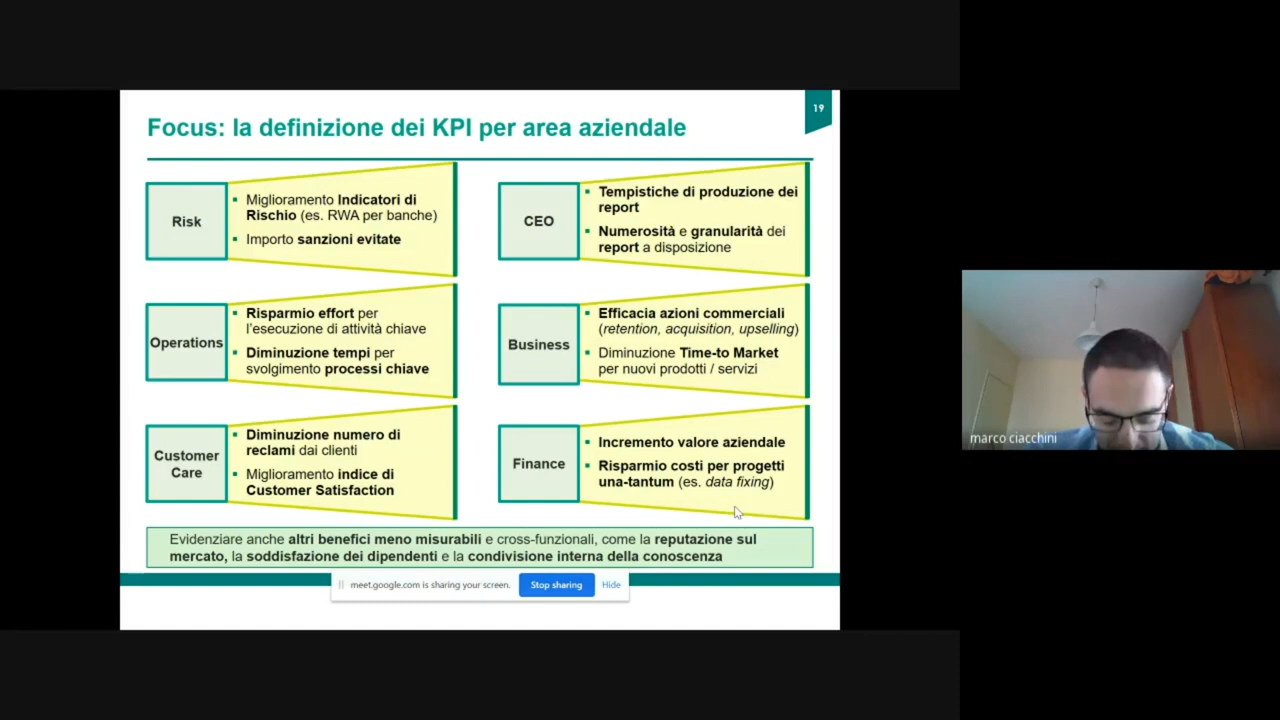 19
Focus: la definizione dei KPI per area aziendale
Risk
Miglioramento Indicatori di
Rischio (es. RWA per banche)
Importo sanzioni evitate
CEO
Tempistiche di produzione dei
report
Numerosità e granularità dei
report a disposizione
Operations
Risparmio effort per
l'esecuzione di attività chiave
Diminuzione tempi per
svolgimento processi chiave
Business
Efficacia azioni commerciali
(retention, acquisition, upselling)
Diminuzione Time-to Market
per nuovi prodotti / servizi
Customer
Care
Diminuzione numero di
reclami dai clienti
Miglioramento indice di
Customer Satisfaction
Finance
Incremento valore aziendale
Risparmio costi per progetti
una-tantum (es. data fixing)
Evidenziare anche altri benefici meno misurabili e cross-funzionali, come la reputazione sul
mercato, la soddisfazione dei dipendenti e la condivisione interna della conoscenza
meet.google.com is sharing your screen.
Stop sharing
Hide
marco ciacchini